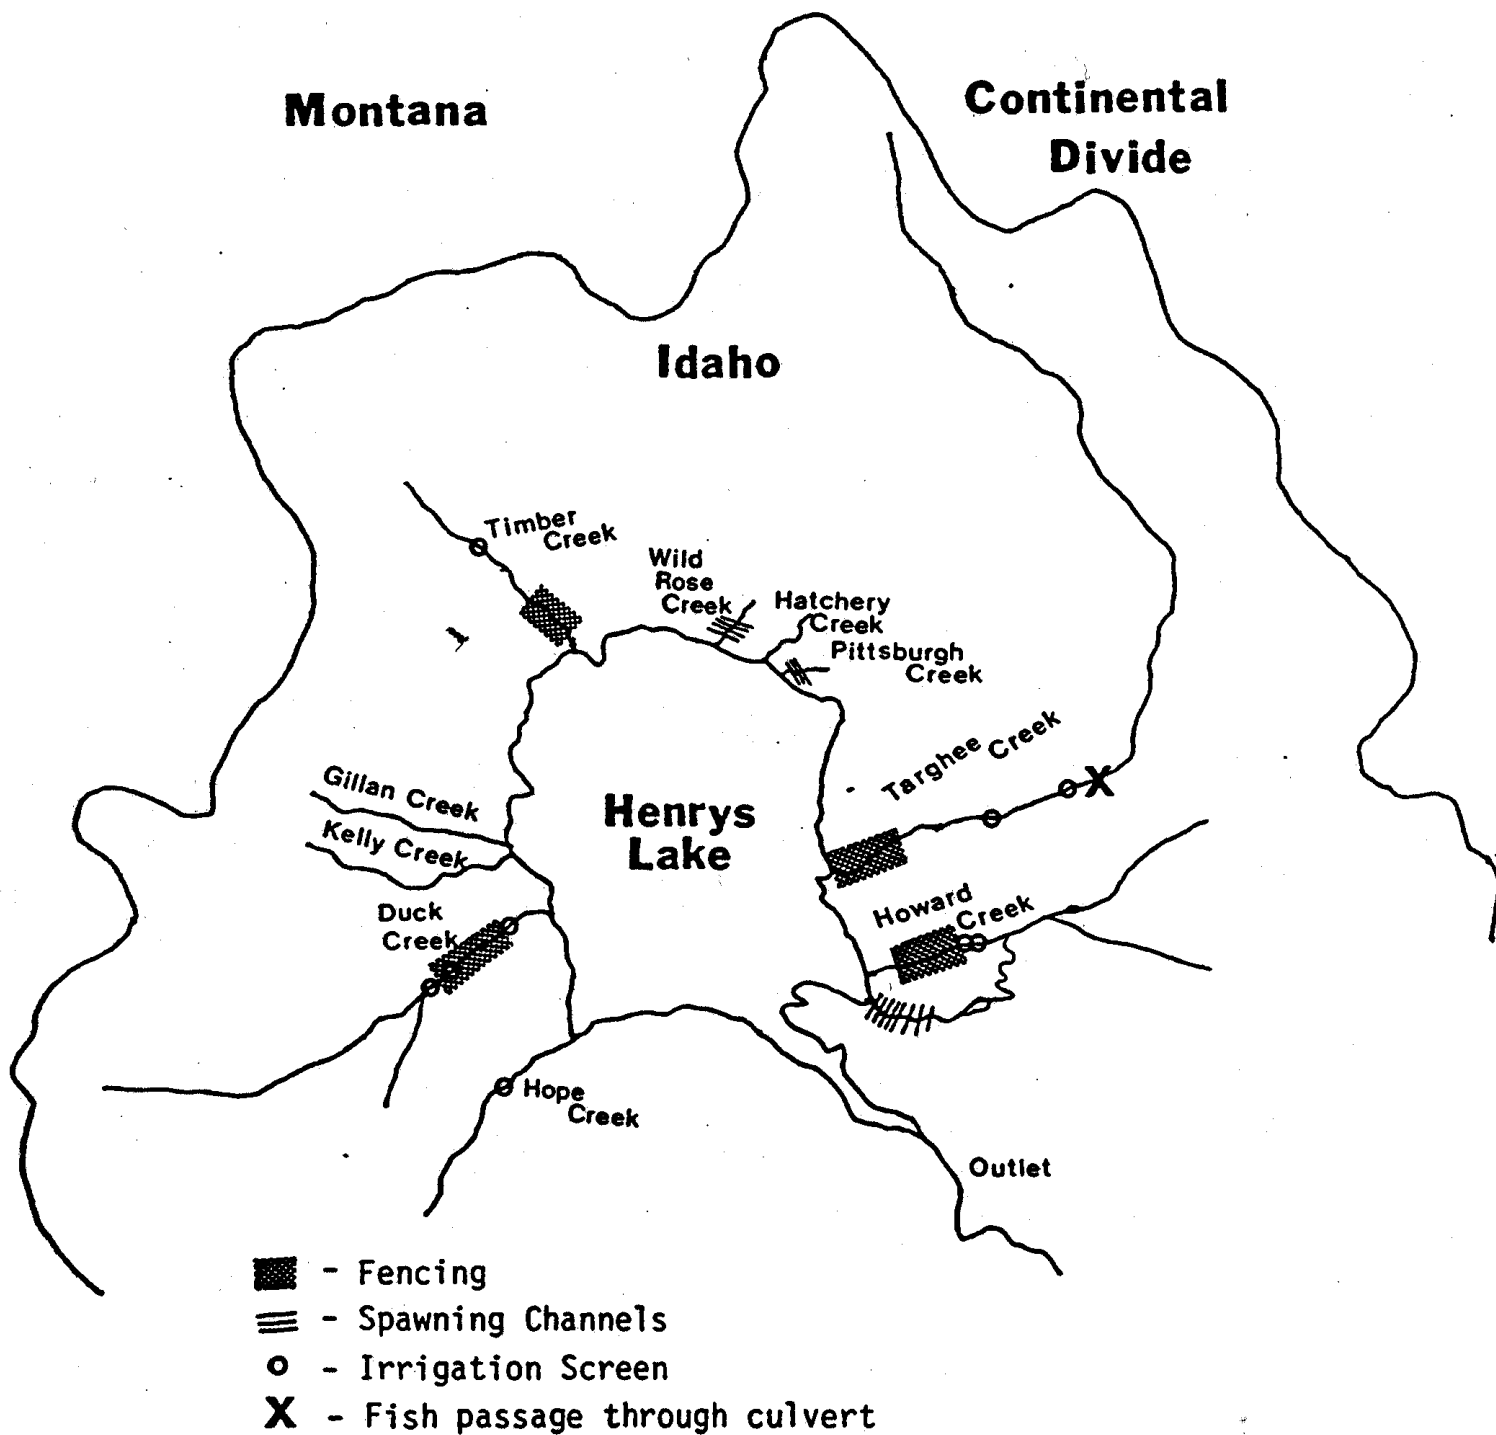 Montana
Continental
Divide
Idaho
Timber
Creek
Wild
Rose
Creek
Hatchery
Creek
Pittsburgh
Creek
Targhee Creek
Gillan Creek
Kelly Creek
Henrys
Lake
Duck
Creek
Howard
Creek
Hope
Creek
Outlet
- Fencing
- Spawning Channels
o - Irrigation Screen
X - Fish passage through culvert
X